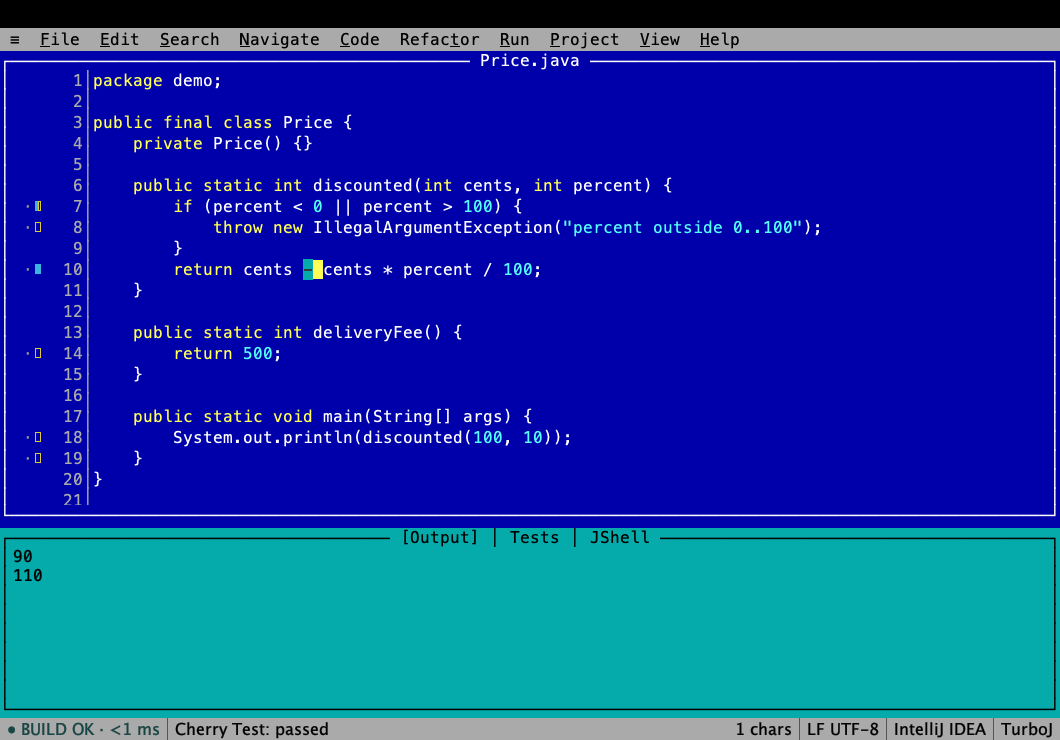 ≡ File Edit Search Navigate Code Refactor Run Project View Help
Price.java
1 package demo;
2
3 public final class Price {
4     private Price() {}
5
6     public static int discounted(int cents, int percent) {
7         if (percent < 0 || percent > 100) {
8             throw new IllegalArgumentException("percent outside 0..100");
9         }
10         return cents - cents * percent / 100;
11     }
12
13     public static int deliveryFee() {
14         return 500;
15     }
16
17     public static void main(String[] args) {
18         System.out.println(discounted(100, 10));
19     }
20 }
21
[Output] | Tests | JShell
90
110
• BUILD OK · <1 ms | Cherry Test: passed 1 chars | LF UTF-8 | IntelliJ IDEA | TurboJ